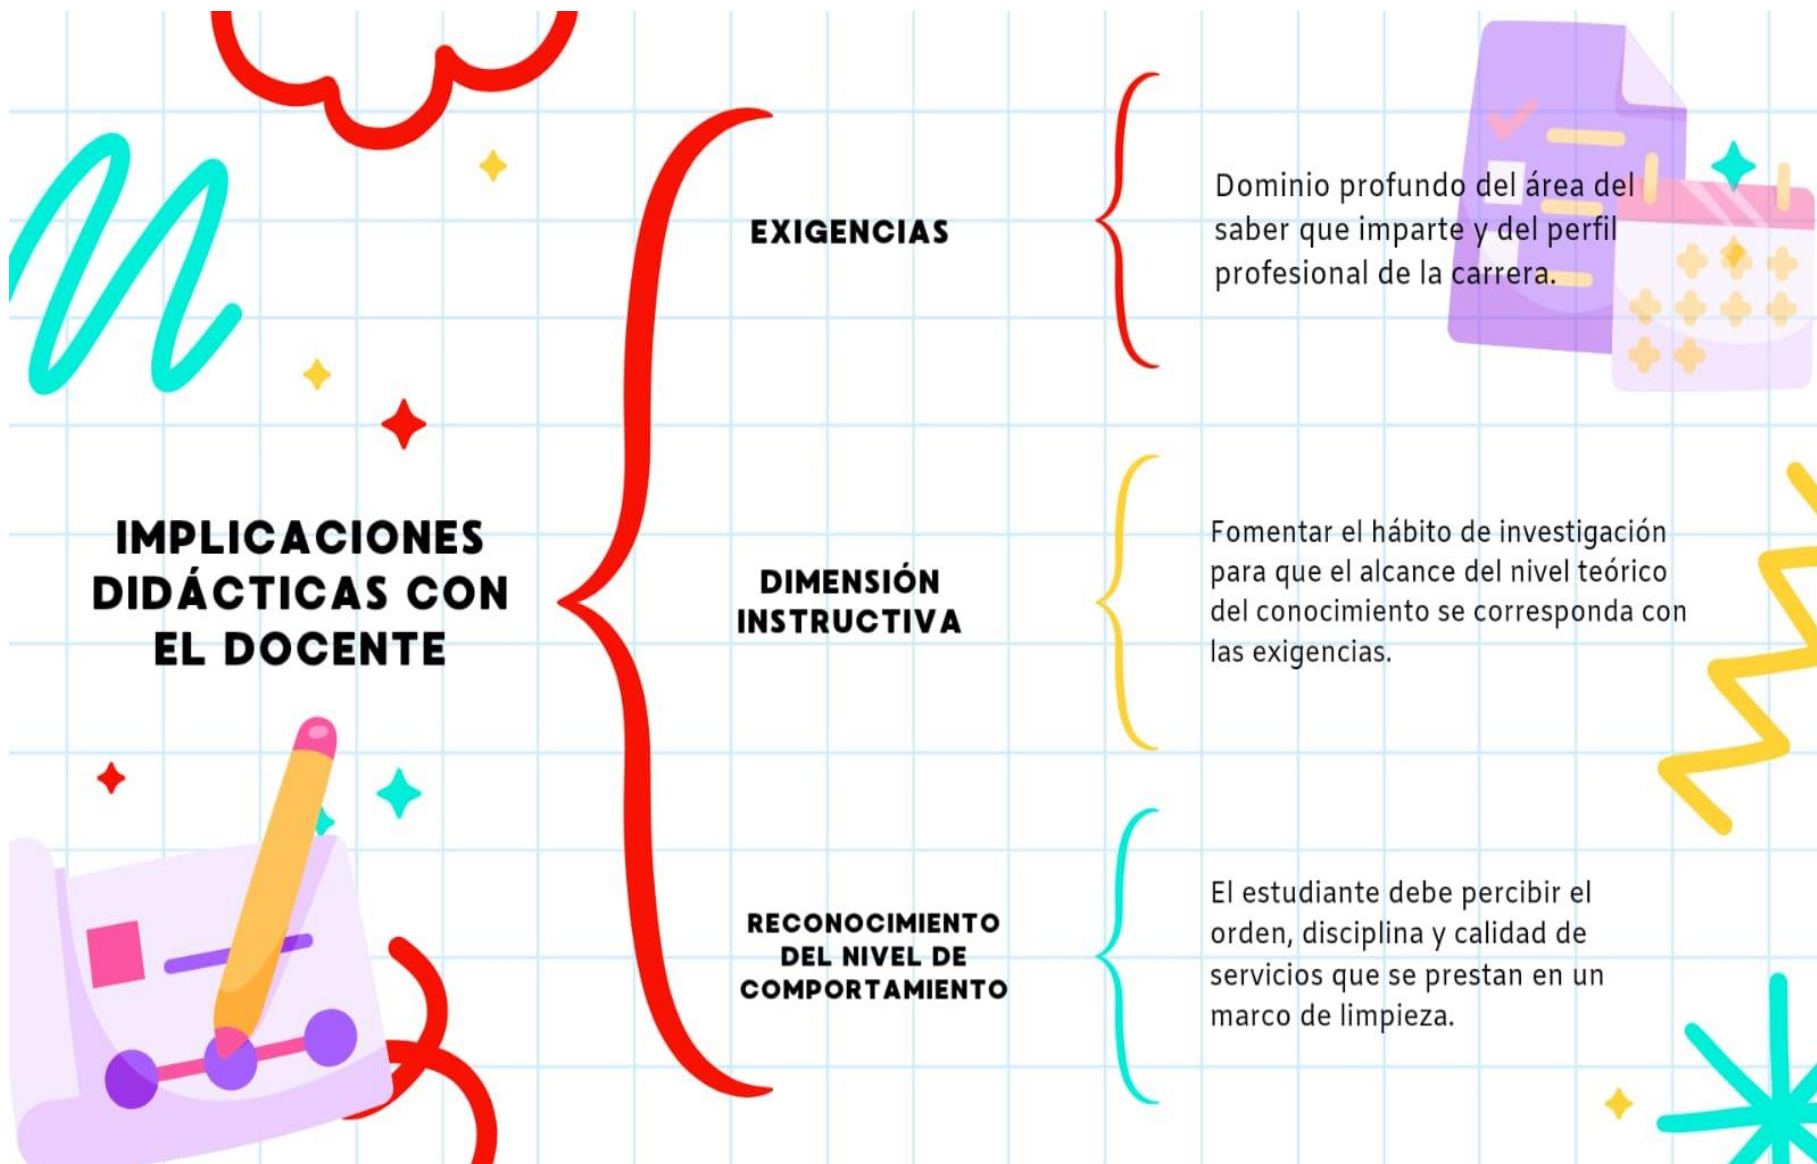 IMPLICACIONES
DIDÁCTICAS CON
EL DOCENTE
EXIGENCIAS
Dominio profundo del área del
saber que imparte y del perfil
profesional de la carrera.
DIMENSIÓN
INSTRUCTIVA
Fomentar el hábito de investigación
para que el alcance del nivel teórico
del conocimiento se corresponda con
las exigencias.
RECONOCIMIENTO
DEL NIVEL DE
COMPORTAMIENTO
El estudiante debe percibir el
orden, disciplina y calidad de
servicios que se prestan en un
marco de limpieza.